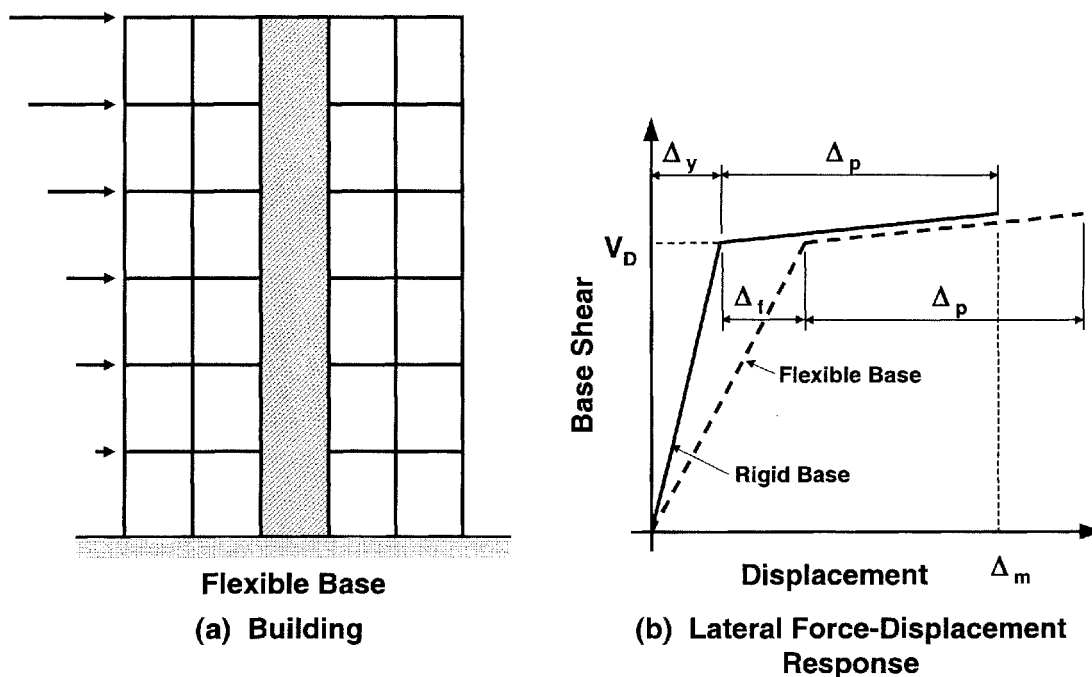 Flexible Base
(a) Building
Δy
Δp
VD
Δf
Δp
Base Shear
Flexible Base
Rigid Base
Displacement
Δm
(b) Lateral Force-Displacement
Response